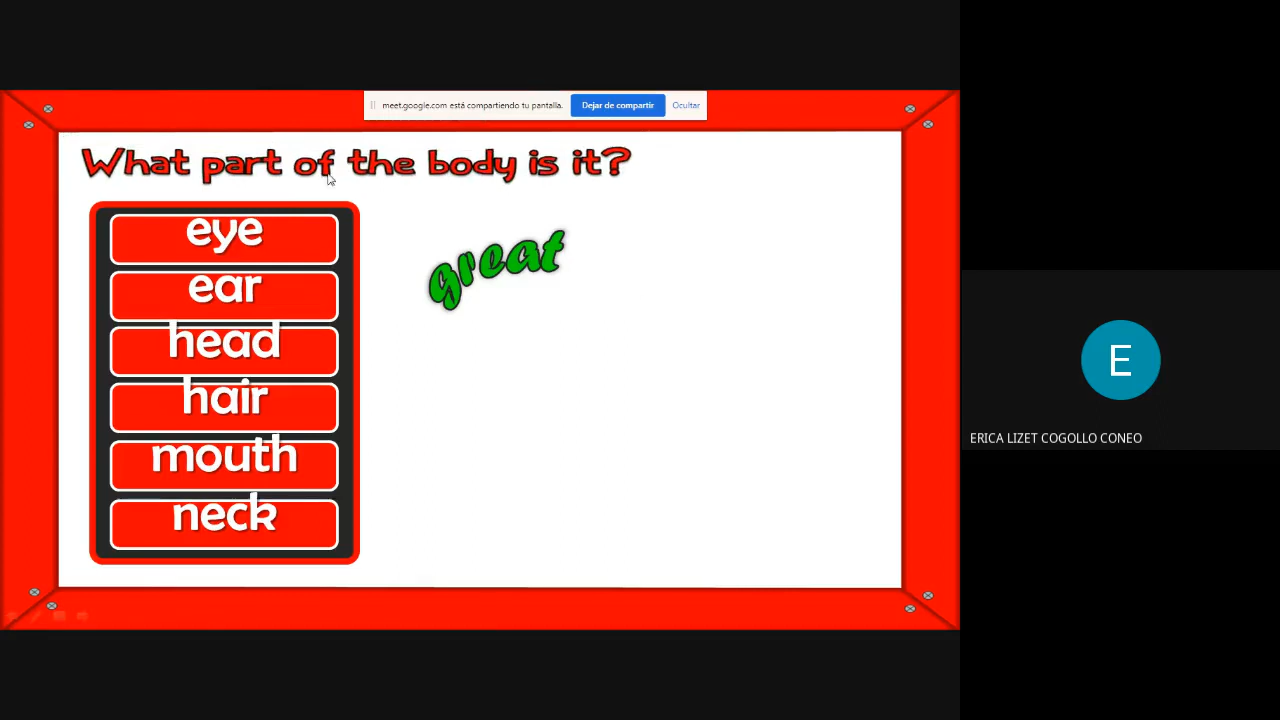 meet.google.com está compartiendo tu pantalla. Dejar de compartir Ocultar
What part of the body is it?
eye
great
ear
head
hair
mouth
neck
E
ERICA LIZET COGOLLO CONEO